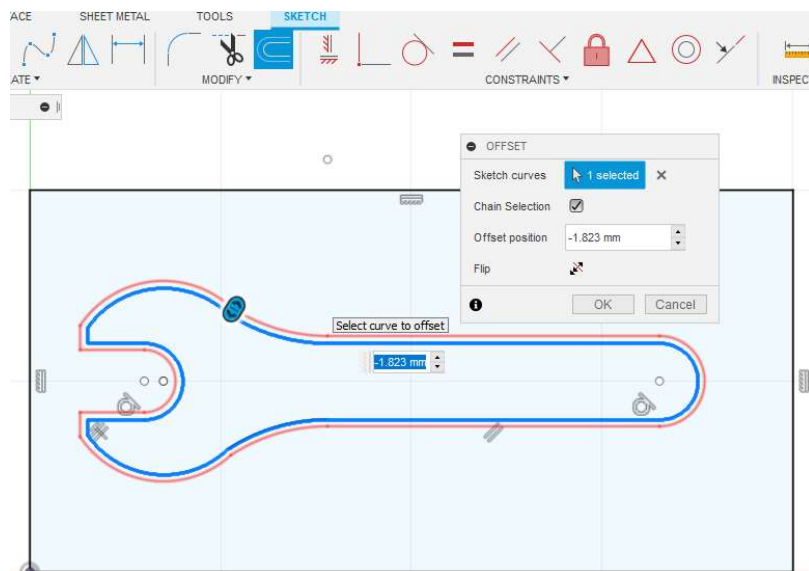 ACE SHEET METAL TOOLS SKETCH
ATE ▾ MODIFY ▾ CONSTRAINTS ▾ INSPEC
OFFSET
Sketch curves 1 selected
Chain Selection
Offset position -1.823 mm
Flip
OK Cancel
Select curve to offset
-1.823 mm